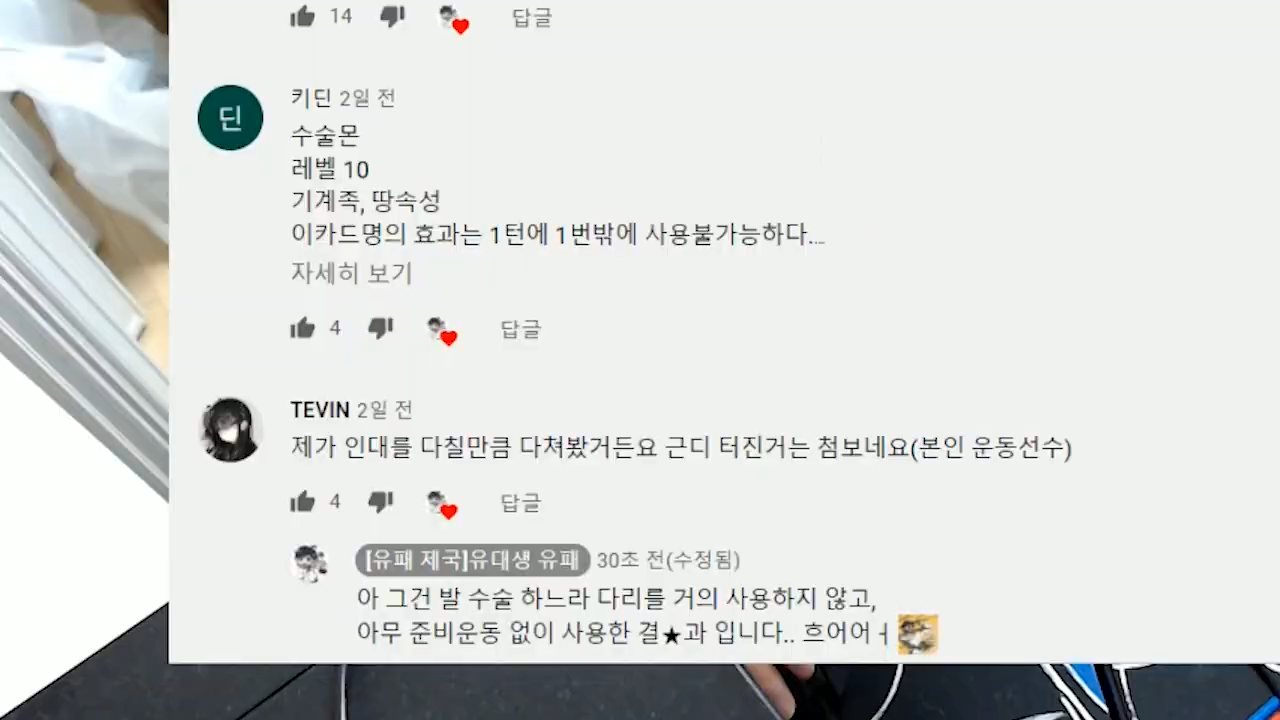 14 답글
딘
키딘 2일 전
수술몬
레벨 10
기계족, 땅속성
이카드명의 효과는 1턴에 1번밖에 사용불가능하다...
자세히 보기
4 답글
TEVIN 2일 전
제가 인대를 다칠만큼 다쳐봤거든요 근디 터진거는 첨보네요(본인 운동선수)
4 답글
[유패 제국]유대생 유패 30초 전(수정됨)
아 그건 발 수술 하느라 다리를 거의 사용하지 않고,
아무 준비운동 없이 사용한 결★과 입니다.. 흐어어ㅓ